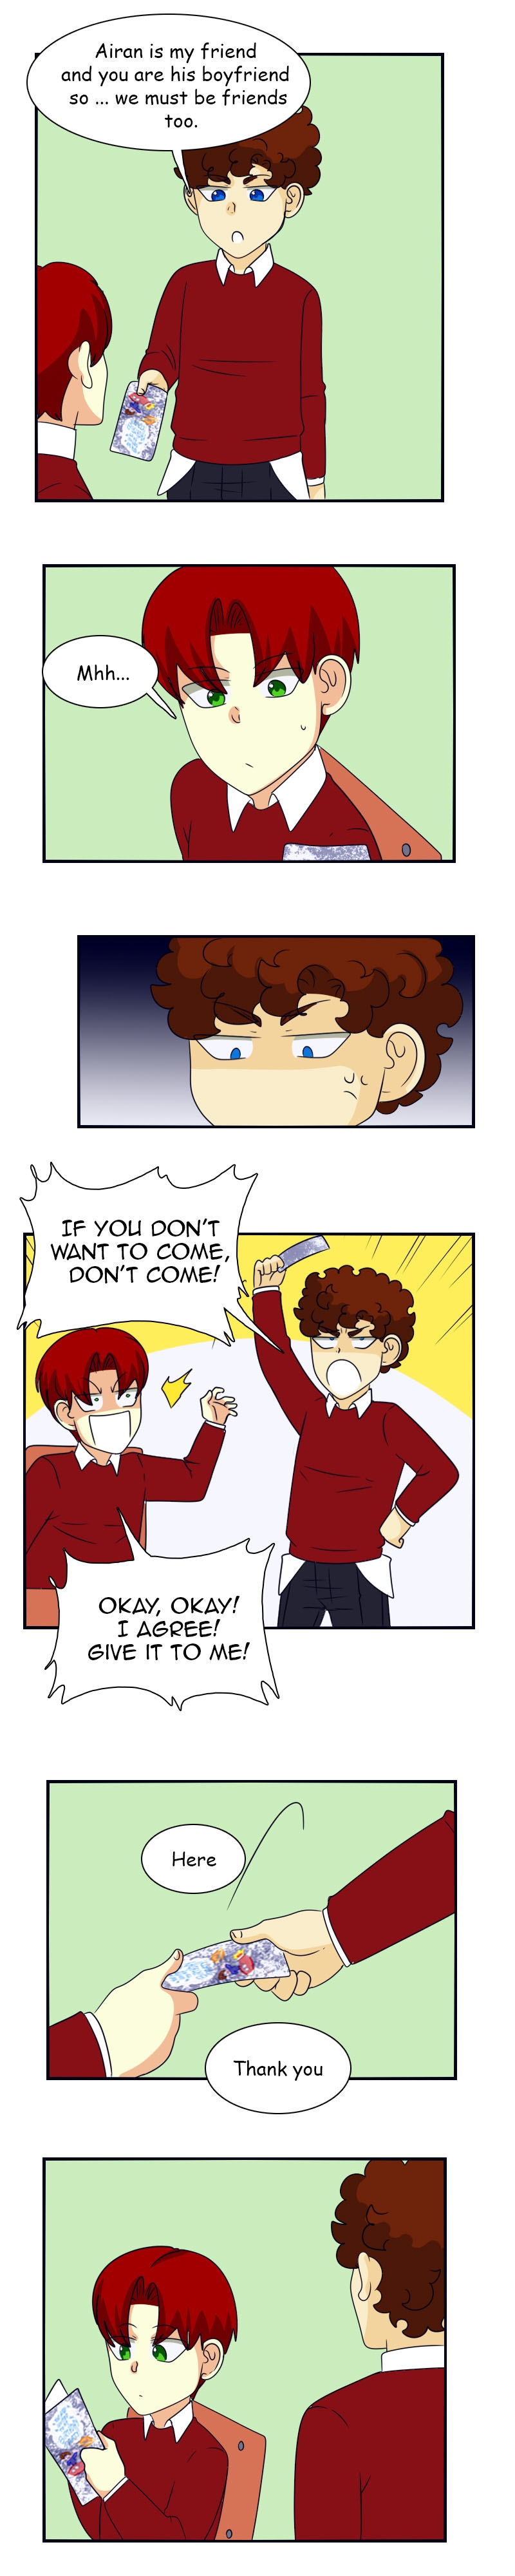 Airan is my friend
and you are his boyfriend
so ... we must be friends
too.
Mhh...
IF YOU DON'T
WANT TO COME,
DON'T COME!
OKAY, OKAY!
I AGREE!
GIVE IT TO ME!
Here
Thank you